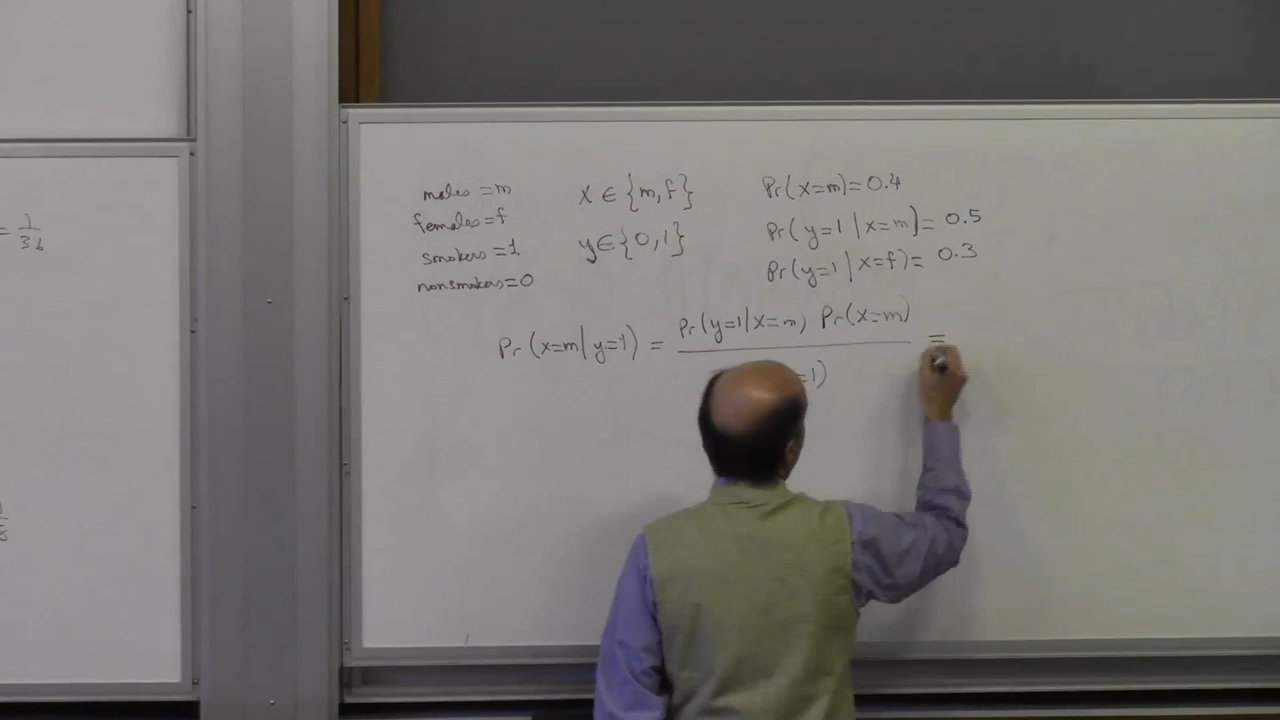 = 1/36
males = m
females = f
smokers = 1
nonsmokers = 0
x ∈ {m, f}
y ∈ {0, 1}
Pr(x=m) = 0.4
Pr(y=1 | x=m) = 0.5
Pr(y=1 | x=f) = 0.3
Pr(x=m | y=1) = Pr(y=1 | x=m) Pr(x=m) =
=1)